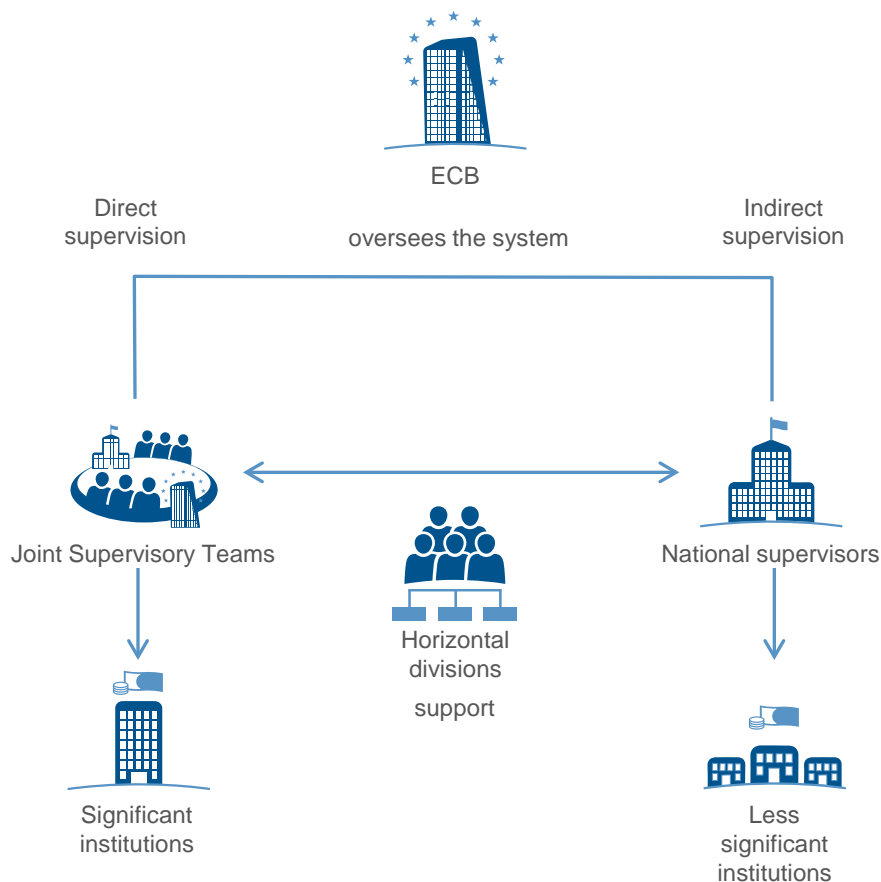 ECB
Direct
supervision
oversees the system
Indirect
supervision
Joint Supervisory Teams
National supervisors
Horizontal
divisions
support
Significant
institutions
Less
significant
institutions